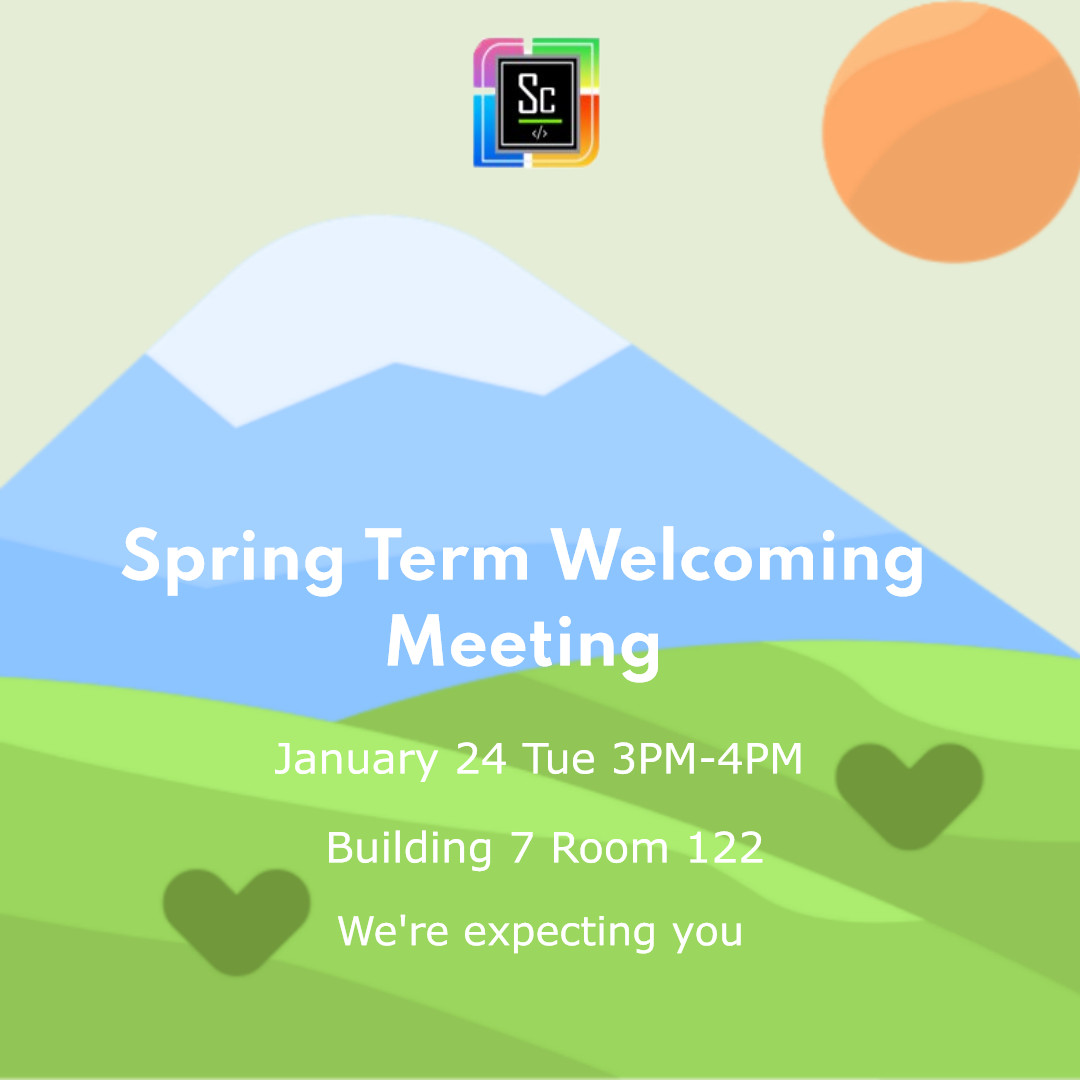 Sc
</>
Spring Term Welcoming
Meeting
January 24 Tue 3PM-4PM
Building 7 Room 122
We're expecting you